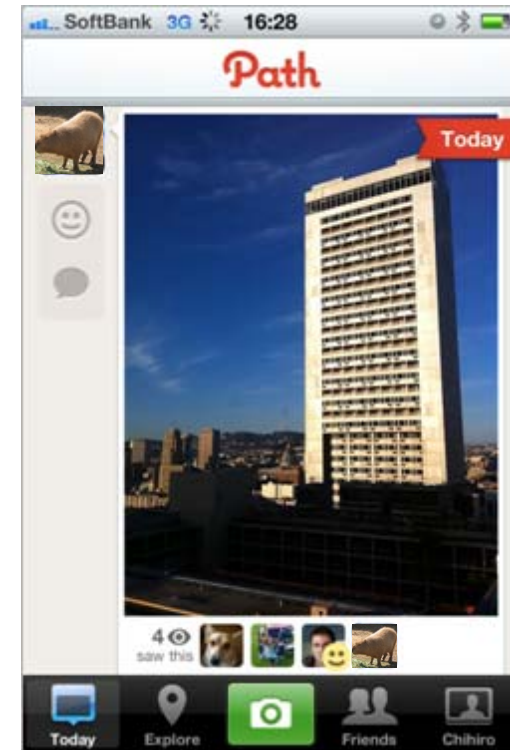 SoftBank 3G 16:28
Path
Today
4
saw this
Today Explore Friends Chihiro